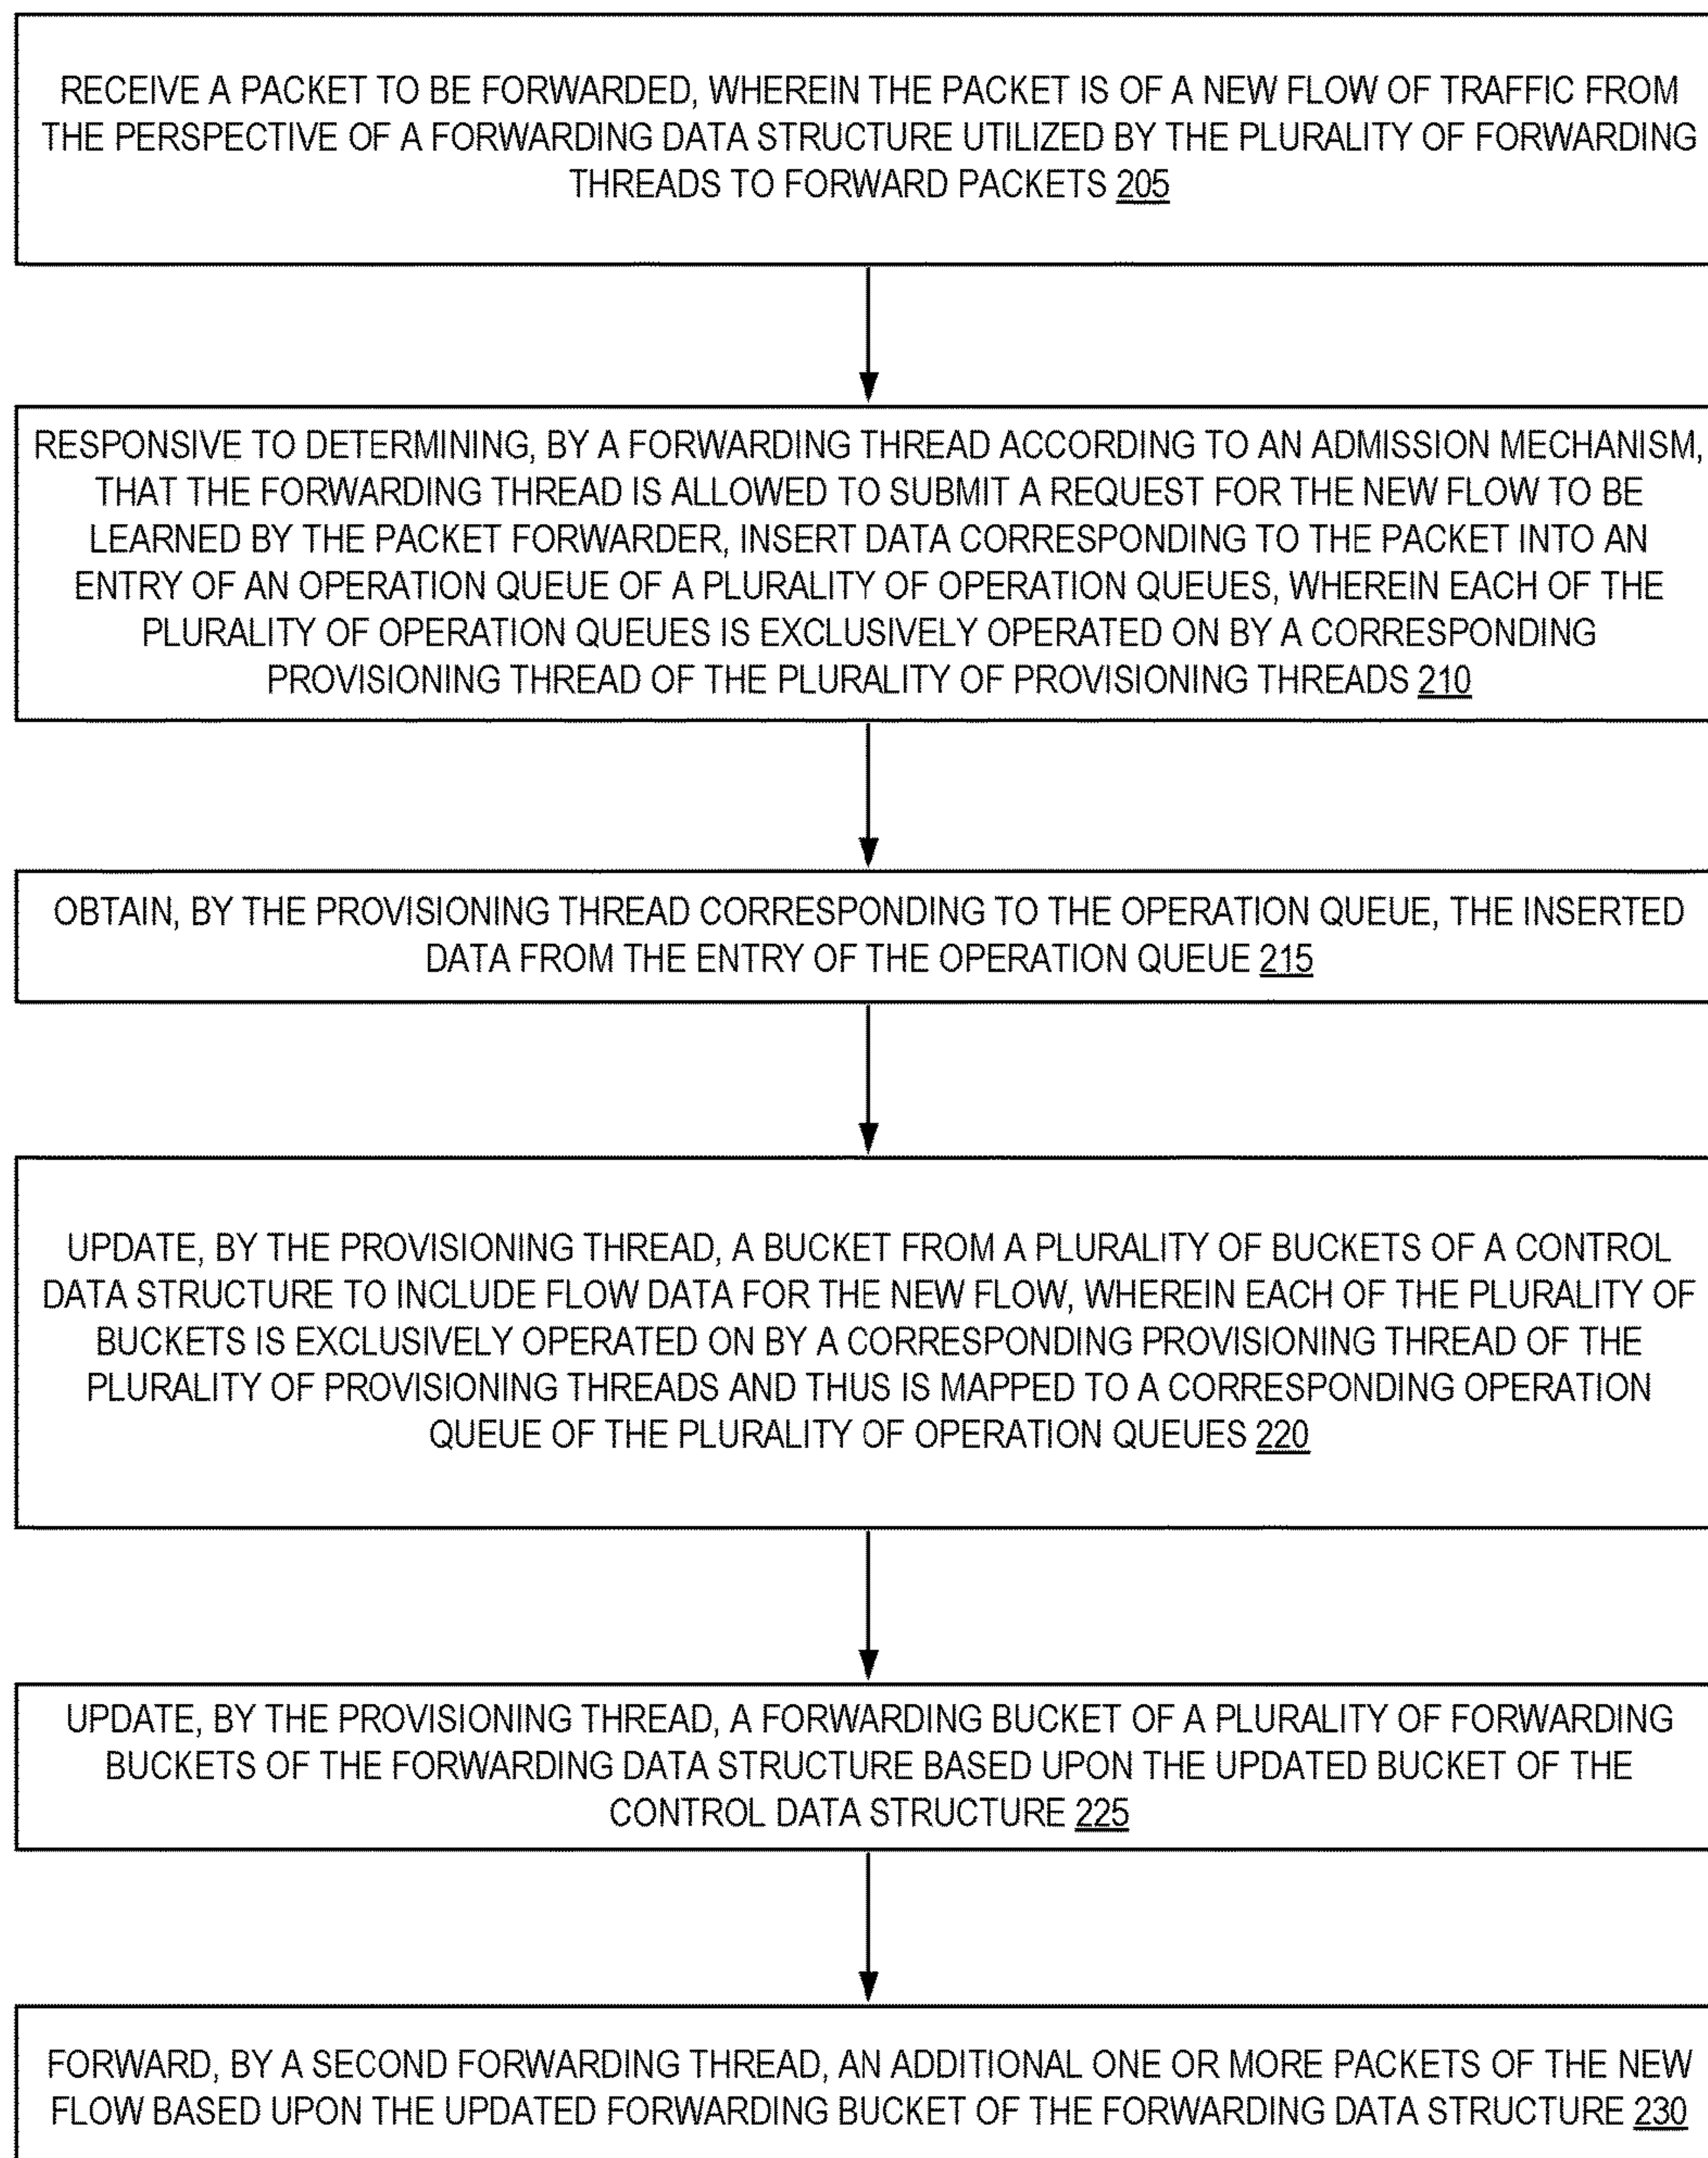 RECEIVE A PACKET TO BE FORWARDED, WHEREIN THE PACKET IS OF A NEW FLOW OF TRAFFIC FROM
THE PERSPECTIVE OF A FORWARDING DATA STRUCTURE UTILIZED BY THE PLURALITY OF FORWARDING
THREADS TO FORWARD PACKETS 205
RESPONSIVE TO DETERMINING, BY A FORWARDING THREAD ACCORDING TO AN ADMISSION MECHANISM,
THAT THE FORWARDING THREAD IS ALLOWED TO SUBMIT A REQUEST FOR THE NEW FLOW TO BE
LEARNED BY THE PACKET FORWARDER, INSERT DATA CORRESPONDING TO THE PACKET INTO AN
ENTRY OF AN OPERATION QUEUE OF A PLURALITY OF OPERATION QUEUES, WHEREIN EACH OF THE
PLURALITY OF OPERATION QUEUES IS EXCLUSIVELY OPERATED ON BY A CORRESPONDING
PROVISIONING THREAD OF THE PLURALITY OF PROVISIONING THREADS 210
OBTAIN, BY THE PROVISIONING THREAD CORRESPONDING TO THE OPERATION QUEUE, THE INSERTED
DATA FROM THE ENTRY OF THE OPERATION QUEUE 215
UPDATE, BY THE PROVISIONING THREAD, A BUCKET FROM A PLURALITY OF BUCKETS OF A CONTROL
DATA STRUCTURE TO INCLUDE FLOW DATA FOR THE NEW FLOW, WHEREIN EACH OF THE PLURALITY OF
BUCKETS IS EXCLUSIVELY OPERATED ON BY A CORRESPONDING PROVISIONING THREAD OF THE
PLURALITY OF PROVISIONING THREADS AND THUS IS MAPPED TO A CORRESPONDING OPERATION
QUEUE OF THE PLURALITY OF OPERATION QUEUES 220
UPDATE, BY THE PROVISIONING THREAD, A FORWARDING BUCKET OF A PLURALITY OF FORWARDING
BUCKETS OF THE FORWARDING DATA STRUCTURE BASED UPON THE UPDATED BUCKET OF THE
CONTROL DATA STRUCTURE 225
FORWARD, BY A SECOND FORWARDING THREAD, AN ADDITIONAL ONE OR MORE PACKETS OF THE NEW
FLOW BASED UPON THE UPDATED FORWARDING BUCKET OF THE FORWARDING DATA STRUCTURE 230